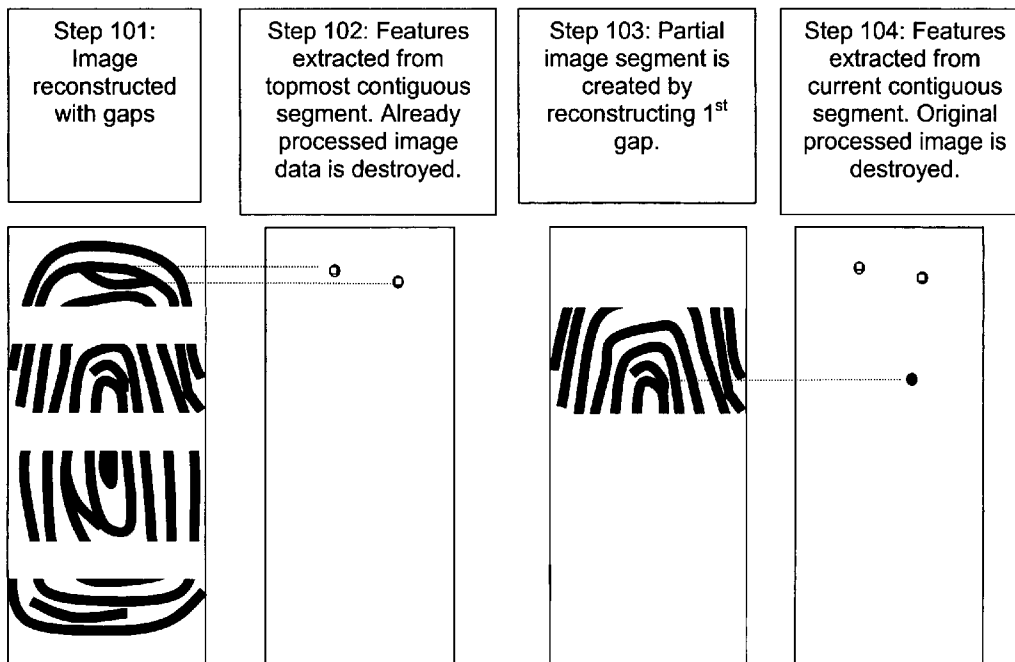 Step 101:
Image
reconstructed
with gaps
Step 102: Features
extracted from
topmost contiguous
segment. Already
processed image
data is destroyed.
Step 103: Partial
image segment is
created by
reconstructing 1st
gap.
Step 104: Features
extracted from
current contiguous
segment. Original
processed image is
destroyed.